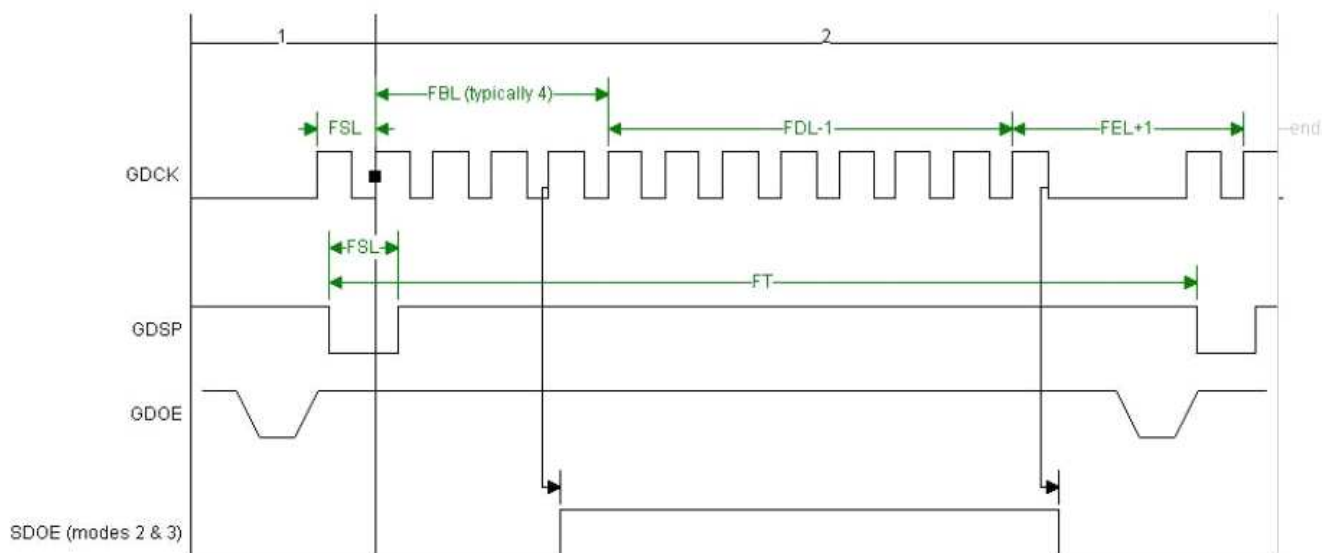 1
2
FBL (typically 4)
FSL
FDL-1
FEL+1
end
GDCK
FSL
FT
GDSP
GDOE
SDOE (modes 2 & 3)